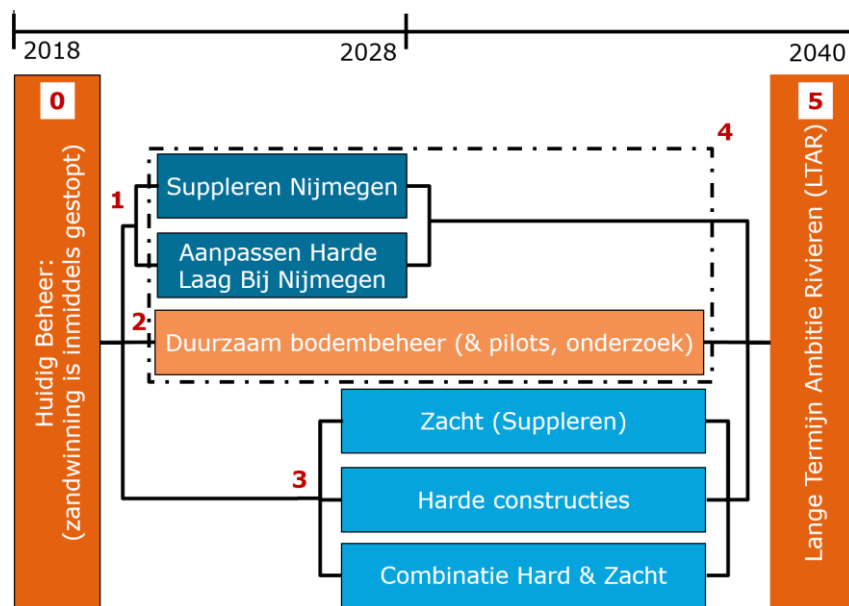 2018
2028
2040
0
Huidig Beheer:
(zandwinning is inmiddels gestopt)
1
Suppleren Nijmegen
Aanpassen Harde
Laag Bij Nijmegen
4
2
Duurzaam bodembeheer (& pilots, onderzoek)
3
Zacht (Suppleren)
Harde constructies
Combinatie Hard & Zacht
5
Lange Termijn Ambitie Rivieren (LTAR)